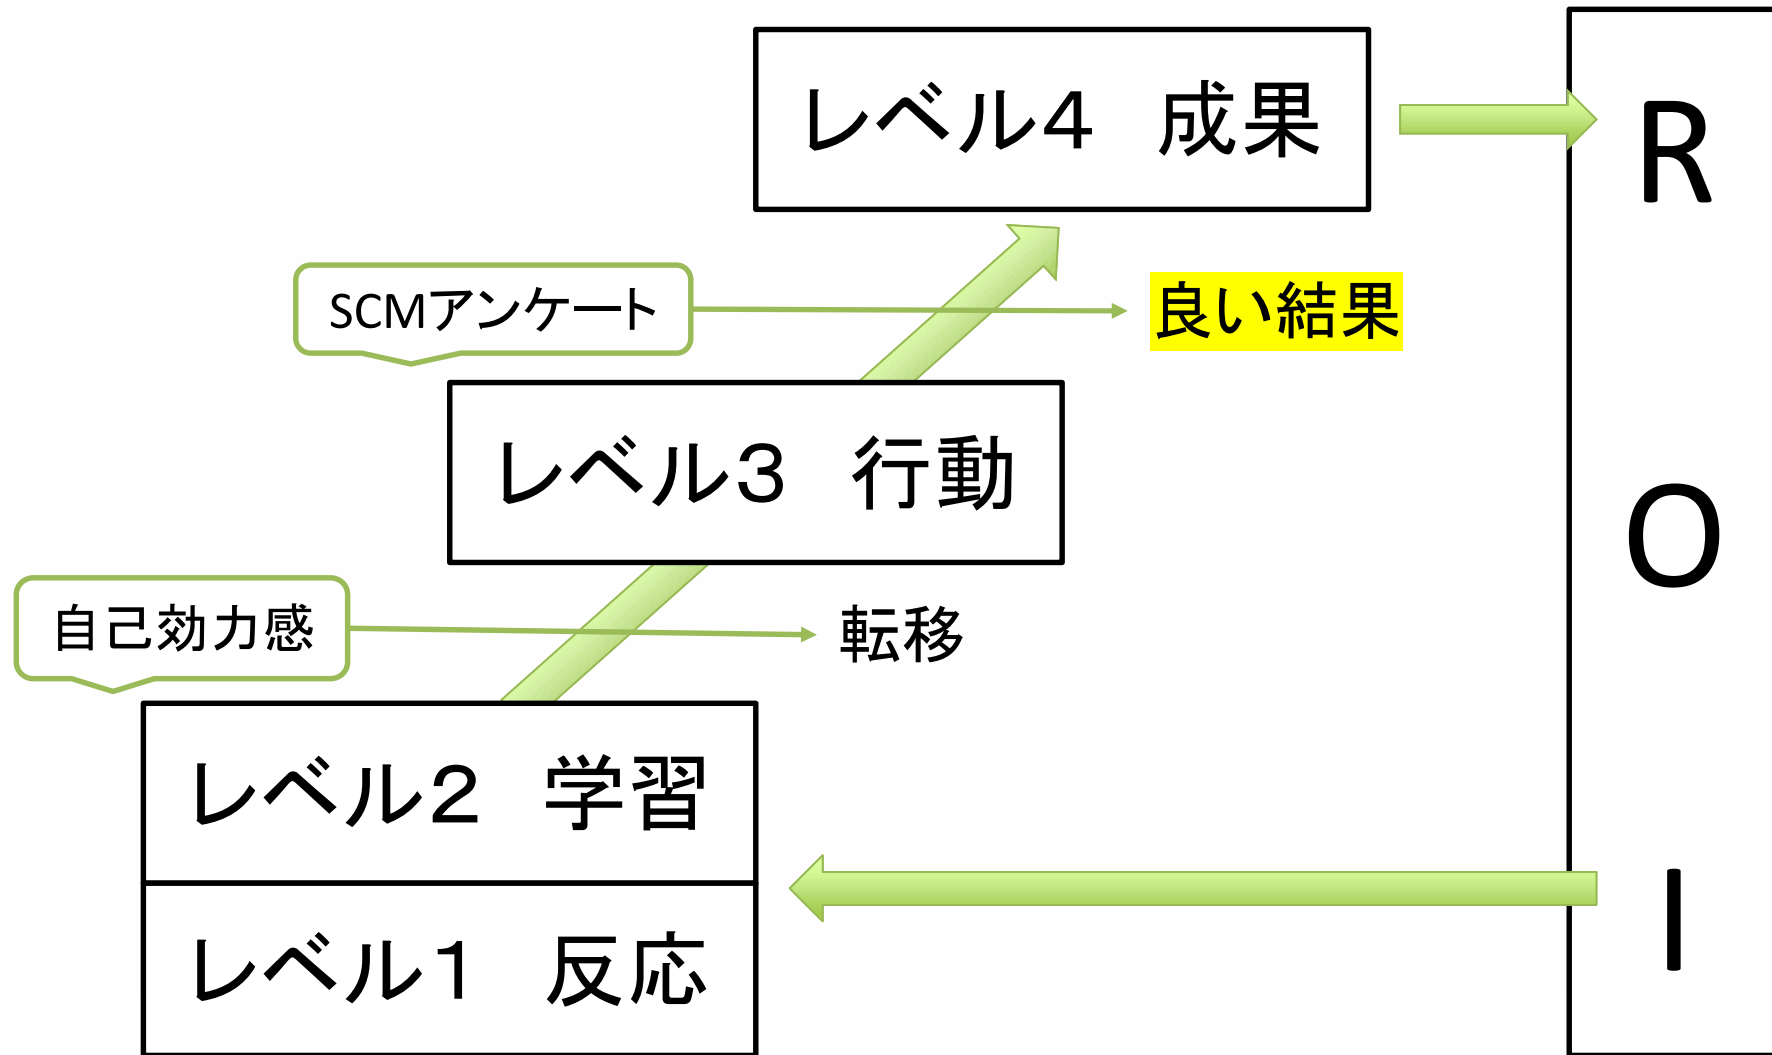 レベル４　成果
SCMアンケート
良い結果
レベル３　行動
自己効力感
転移
レベル２　学習
レベル１　反応
R
O
I